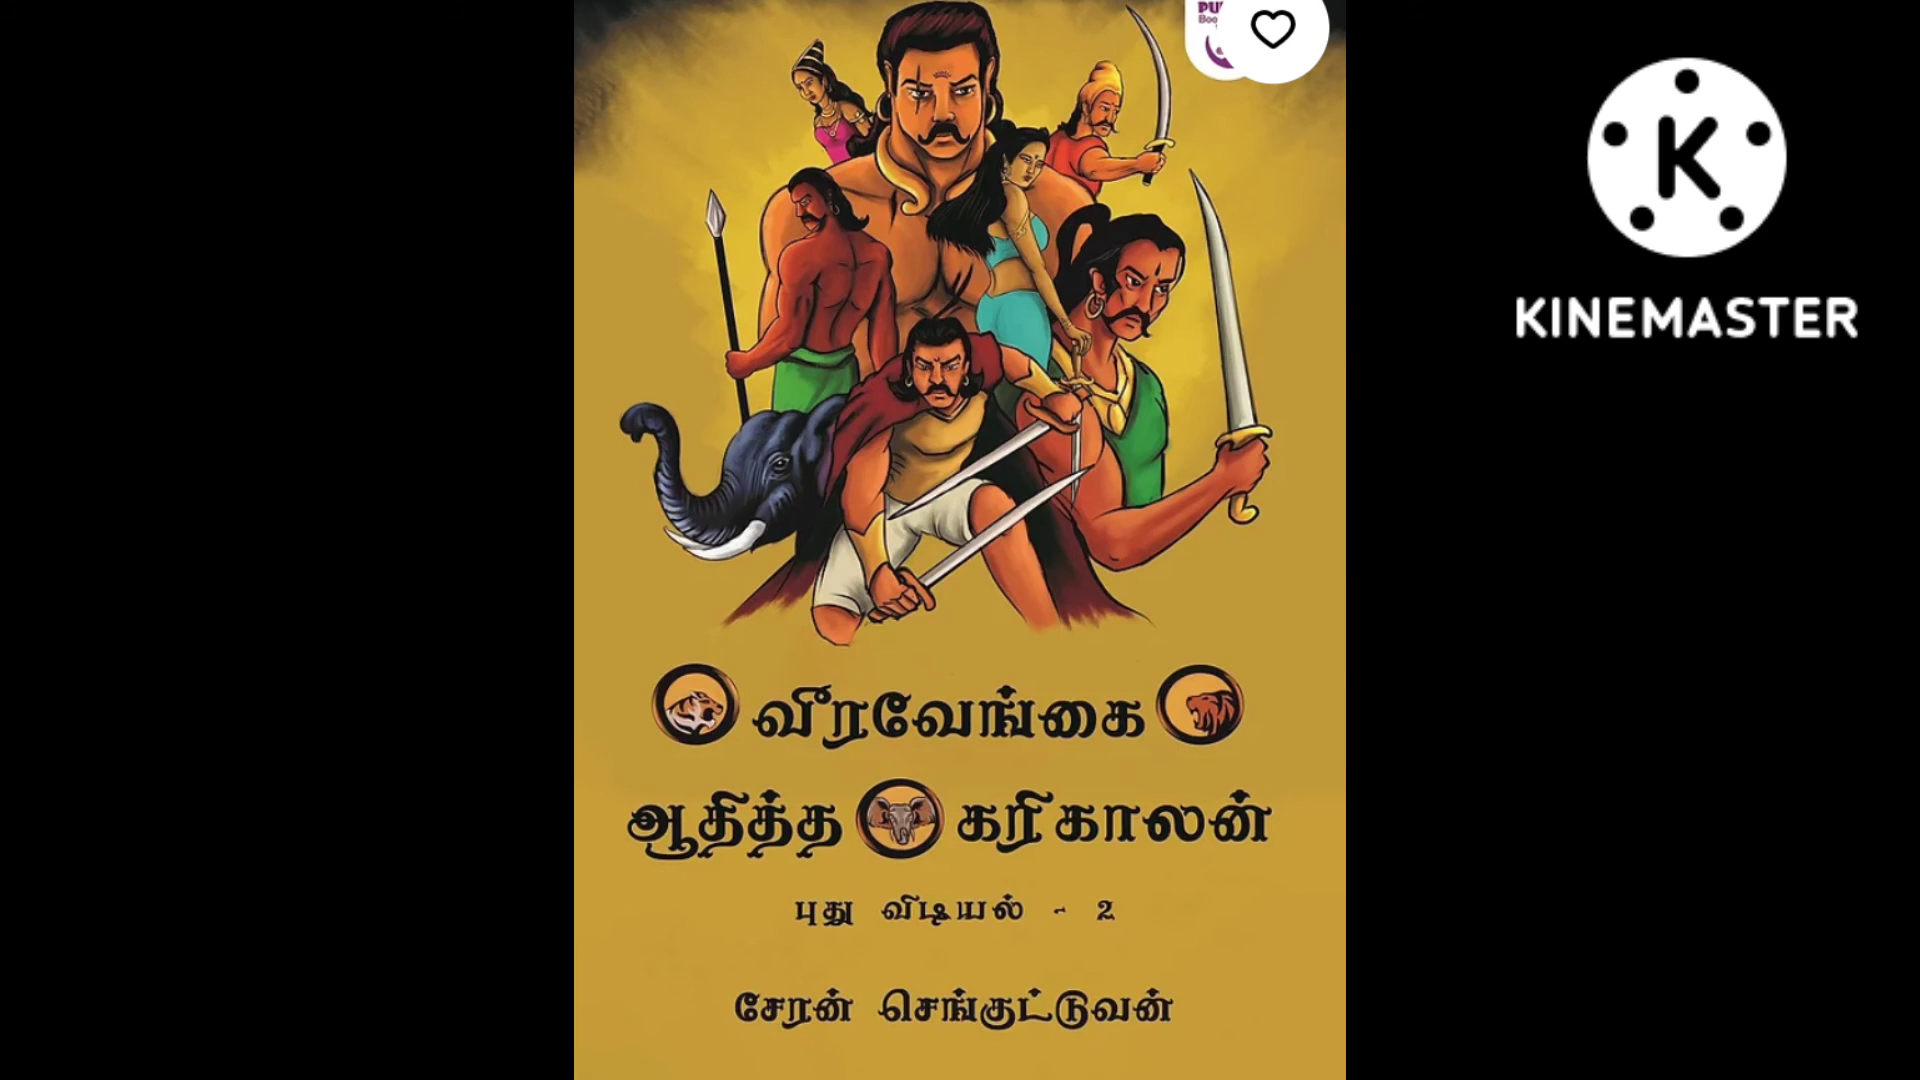 KINEMASTER
வீரவேங்கை
ஆதித்த கரிகாலன்
புது விடியல் - 2
சேரன் செங்குட்டுவன்